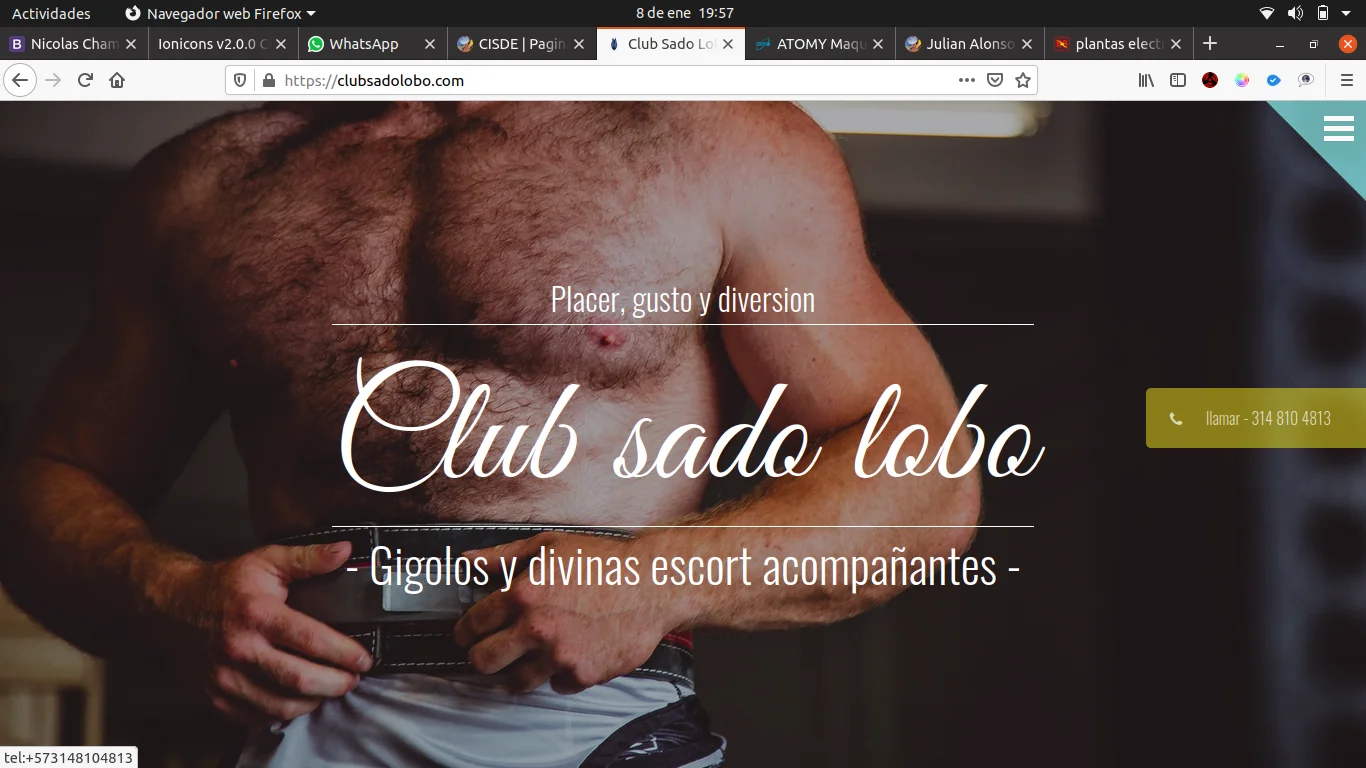 Actividades
Navegador web Firefox
8 de ene 19:57
B Nicolas Cham
Ionicons v2.0.0 C
WhatsApp
CISDE | Pagin
Club Sado Lo
ATOMY Maqu
Julian Alonso
plantas elect
https://clubsadolobo.com
Placer, gusto y diversion
Club sado lobo
- Gigolos y divinas escort acompañantes -
llamar - 314 810 4813
tel:+573148104813